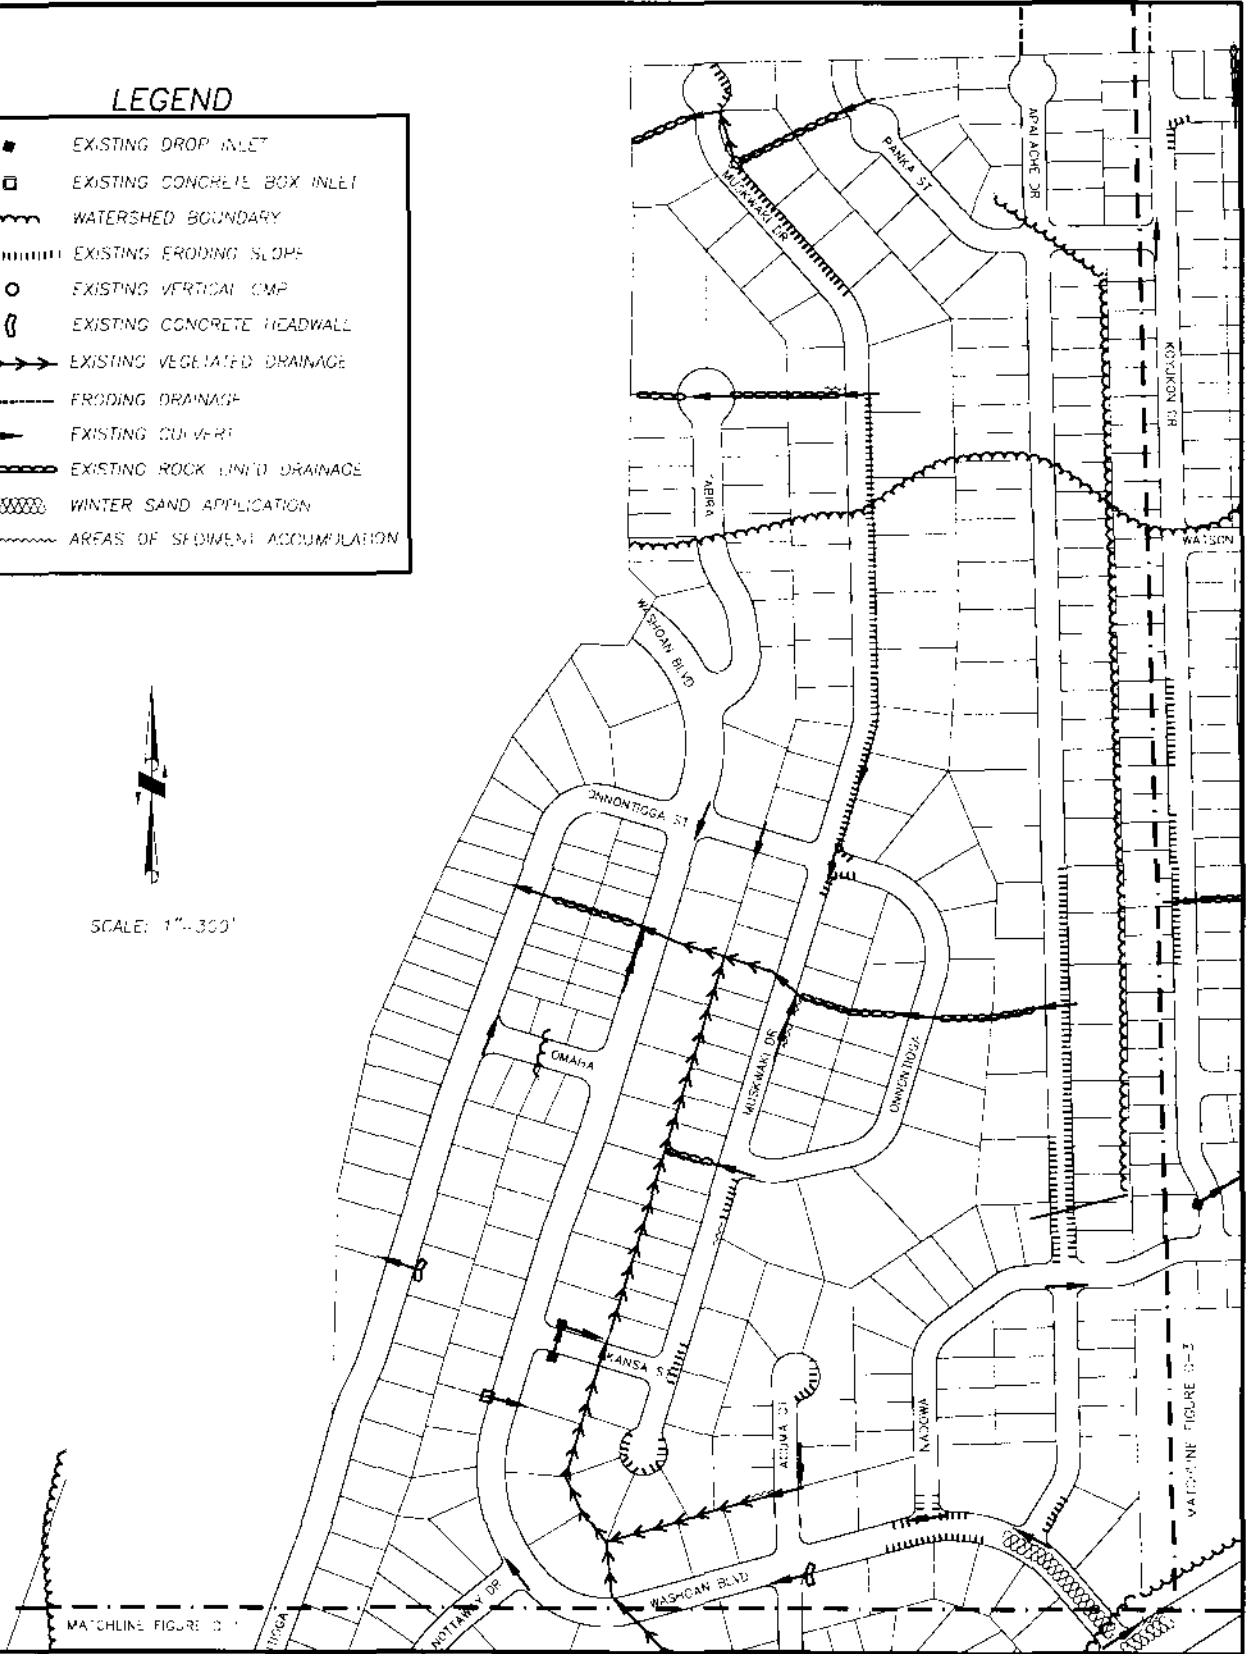 LEGEND
EXISTING DROP INLET
EXISTING CONCRETE BOX INLET
WATERSHED BOUNDARY
EXISTING ERODING SLOPE
EXISTING VERTICAL CMP
EXISTING CONCRETE HEADWALL
EXISTING VEGETATED DRAINAGE
ERODING DRAINAGE
EXISTING CULVERT
EXISTING ROCK LINED DRAINAGE
WINTER SAND APPLICATION
AREAS OF SEDIMENT ACCUMULATION
SCALE: 1"=300'
APALACHE DR
PANKA ST
MUSKWAKI DR
KOYUKON DR
WATSON
WASHOAN BLVD
ONNONTIOGA ST
OMAHA
MUSKWAKI DR
ONNONTIOGA
KANSA ST
ACOMA CT
NADOWA
MATCHLINE FIGURE
WASHOAN BLVD
NOTTAWAY DR
TIOGA
MATCHLINE FIGURE